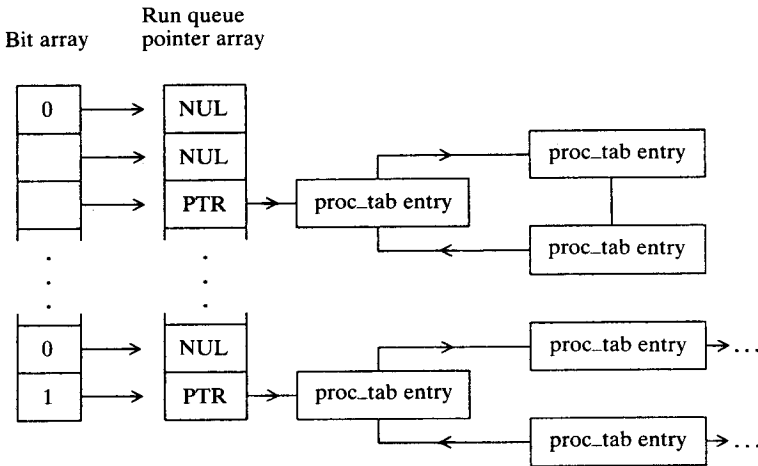 Bit array
Run queue
pointer array
0
NUL
NUL
PTR
proc_tab entry
proc_tab entry
proc_tab entry
0
NUL
1
PTR
proc_tab entry
proc_tab entry
...
proc_tab entry
...